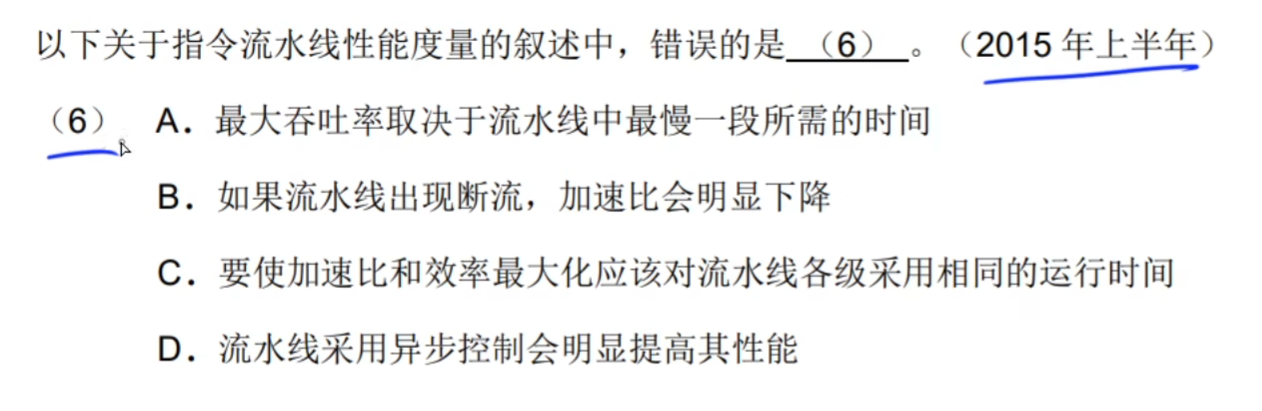 以下关于指令流水线性能度量的叙述中，错误的是（6）。（2015 年上半年）
（6） A．最大吞吐率取决于流水线中最慢一段所需的时间
B．如果流水线出现断流，加速比会明显下降
C．要使加速比和效率最大化应该对流水线各级采用相同的运行时间
D．流水线采用异步控制会明显提高其性能